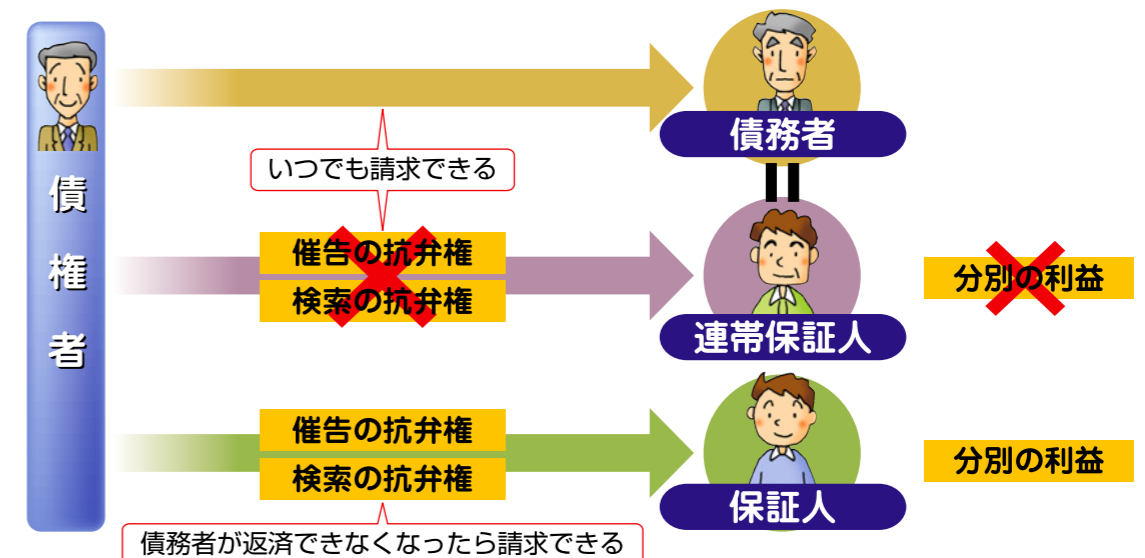 債権者
債務者
いつでも請求できる
催告の抗弁権
検索の抗弁権
連帯保証人
分別の利益
催告の抗弁権
検索の抗弁権
保証人
分別の利益
債務者が返済できなくなったら請求できる